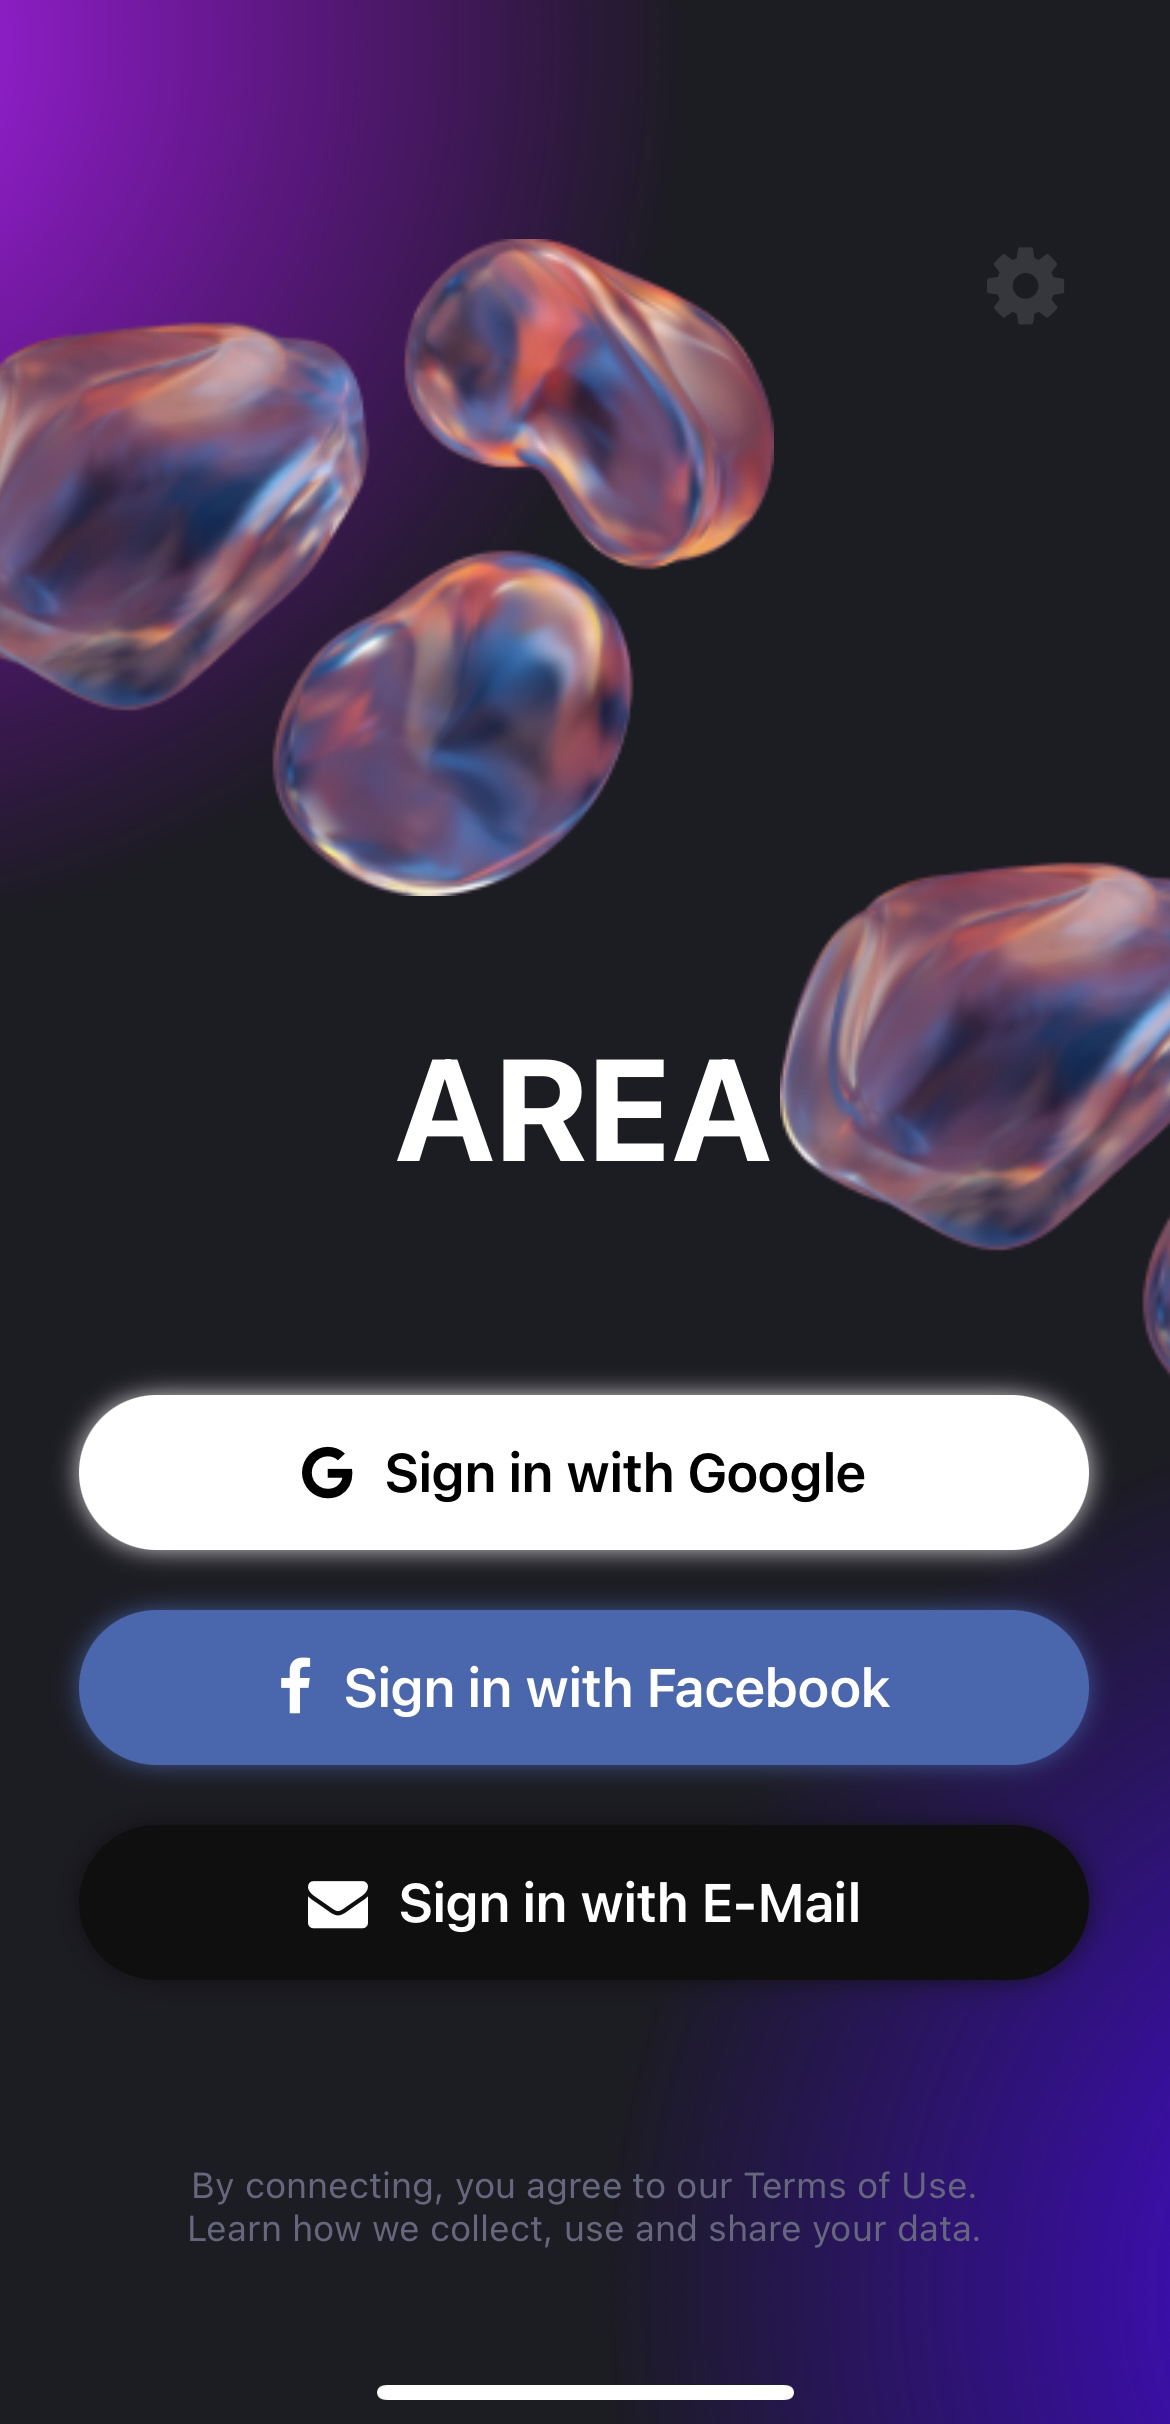 AREA
Sign in with Google
Sign in with Facebook
Sign in with E-Mail
By connecting, you agree to our Terms of Use.
Learn how we collect, use and share your data.